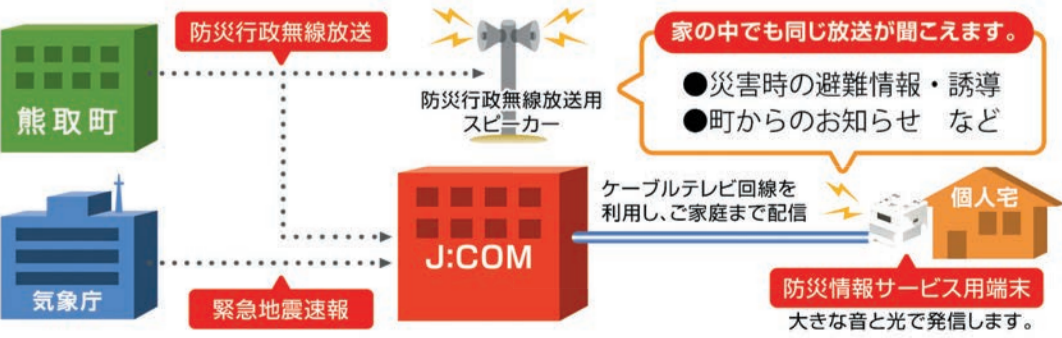 防災行政無線放送
熊取町
防災行政無線放送用
スピーカー
家の中でも同じ放送が聞こえます。
●災害時の避難情報・誘導
●町からのお知らせ　など
気象庁
緊急地震速報
J:COM
ケーブルテレビ回線を
利用し、ご家庭まで配信
個人宅
防災情報サービス用端末
大きな音と光で発信します。